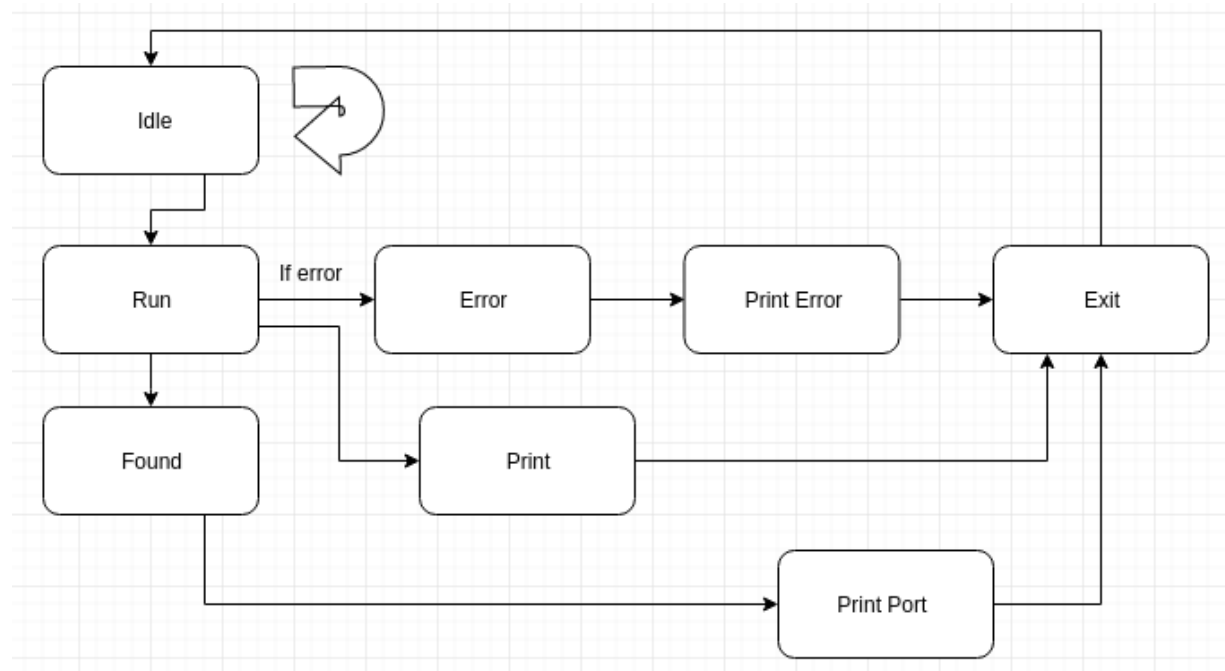 Idle
If error
Run
Error
Print Error
Exit
Found
Print
Print Port